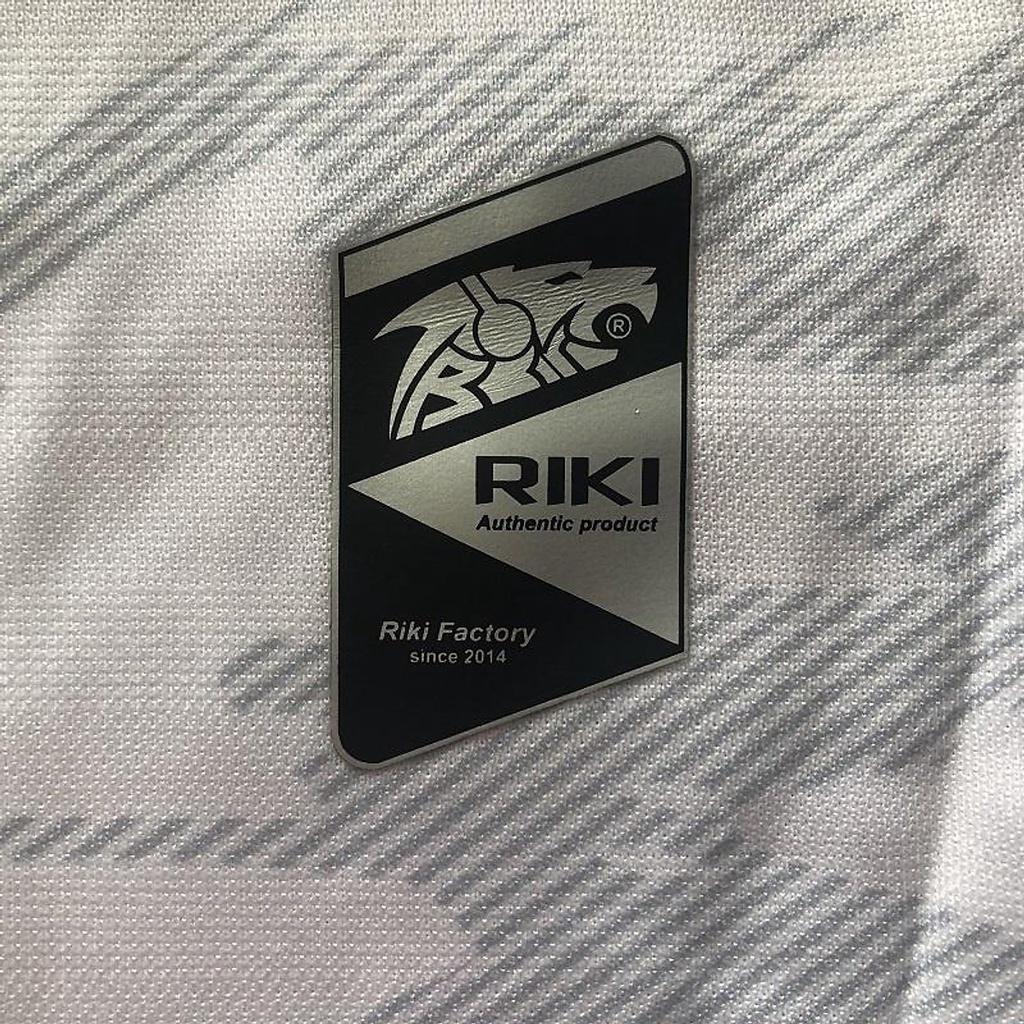 ®
RIKI
Authentic product
Riki Factory
since 2014